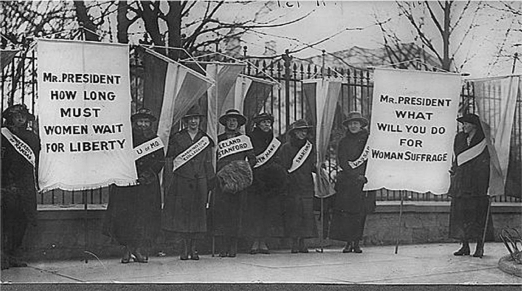 MR. PRESIDENT
HOW LONG
MUST
WOMEN WAIT
FOR LIBERTY
U OF MO.
LELAND
STANFORD
MR. PRESIDENT
WHAT
WILL YOU DO
FOR
WOMAN SUFFRAGE